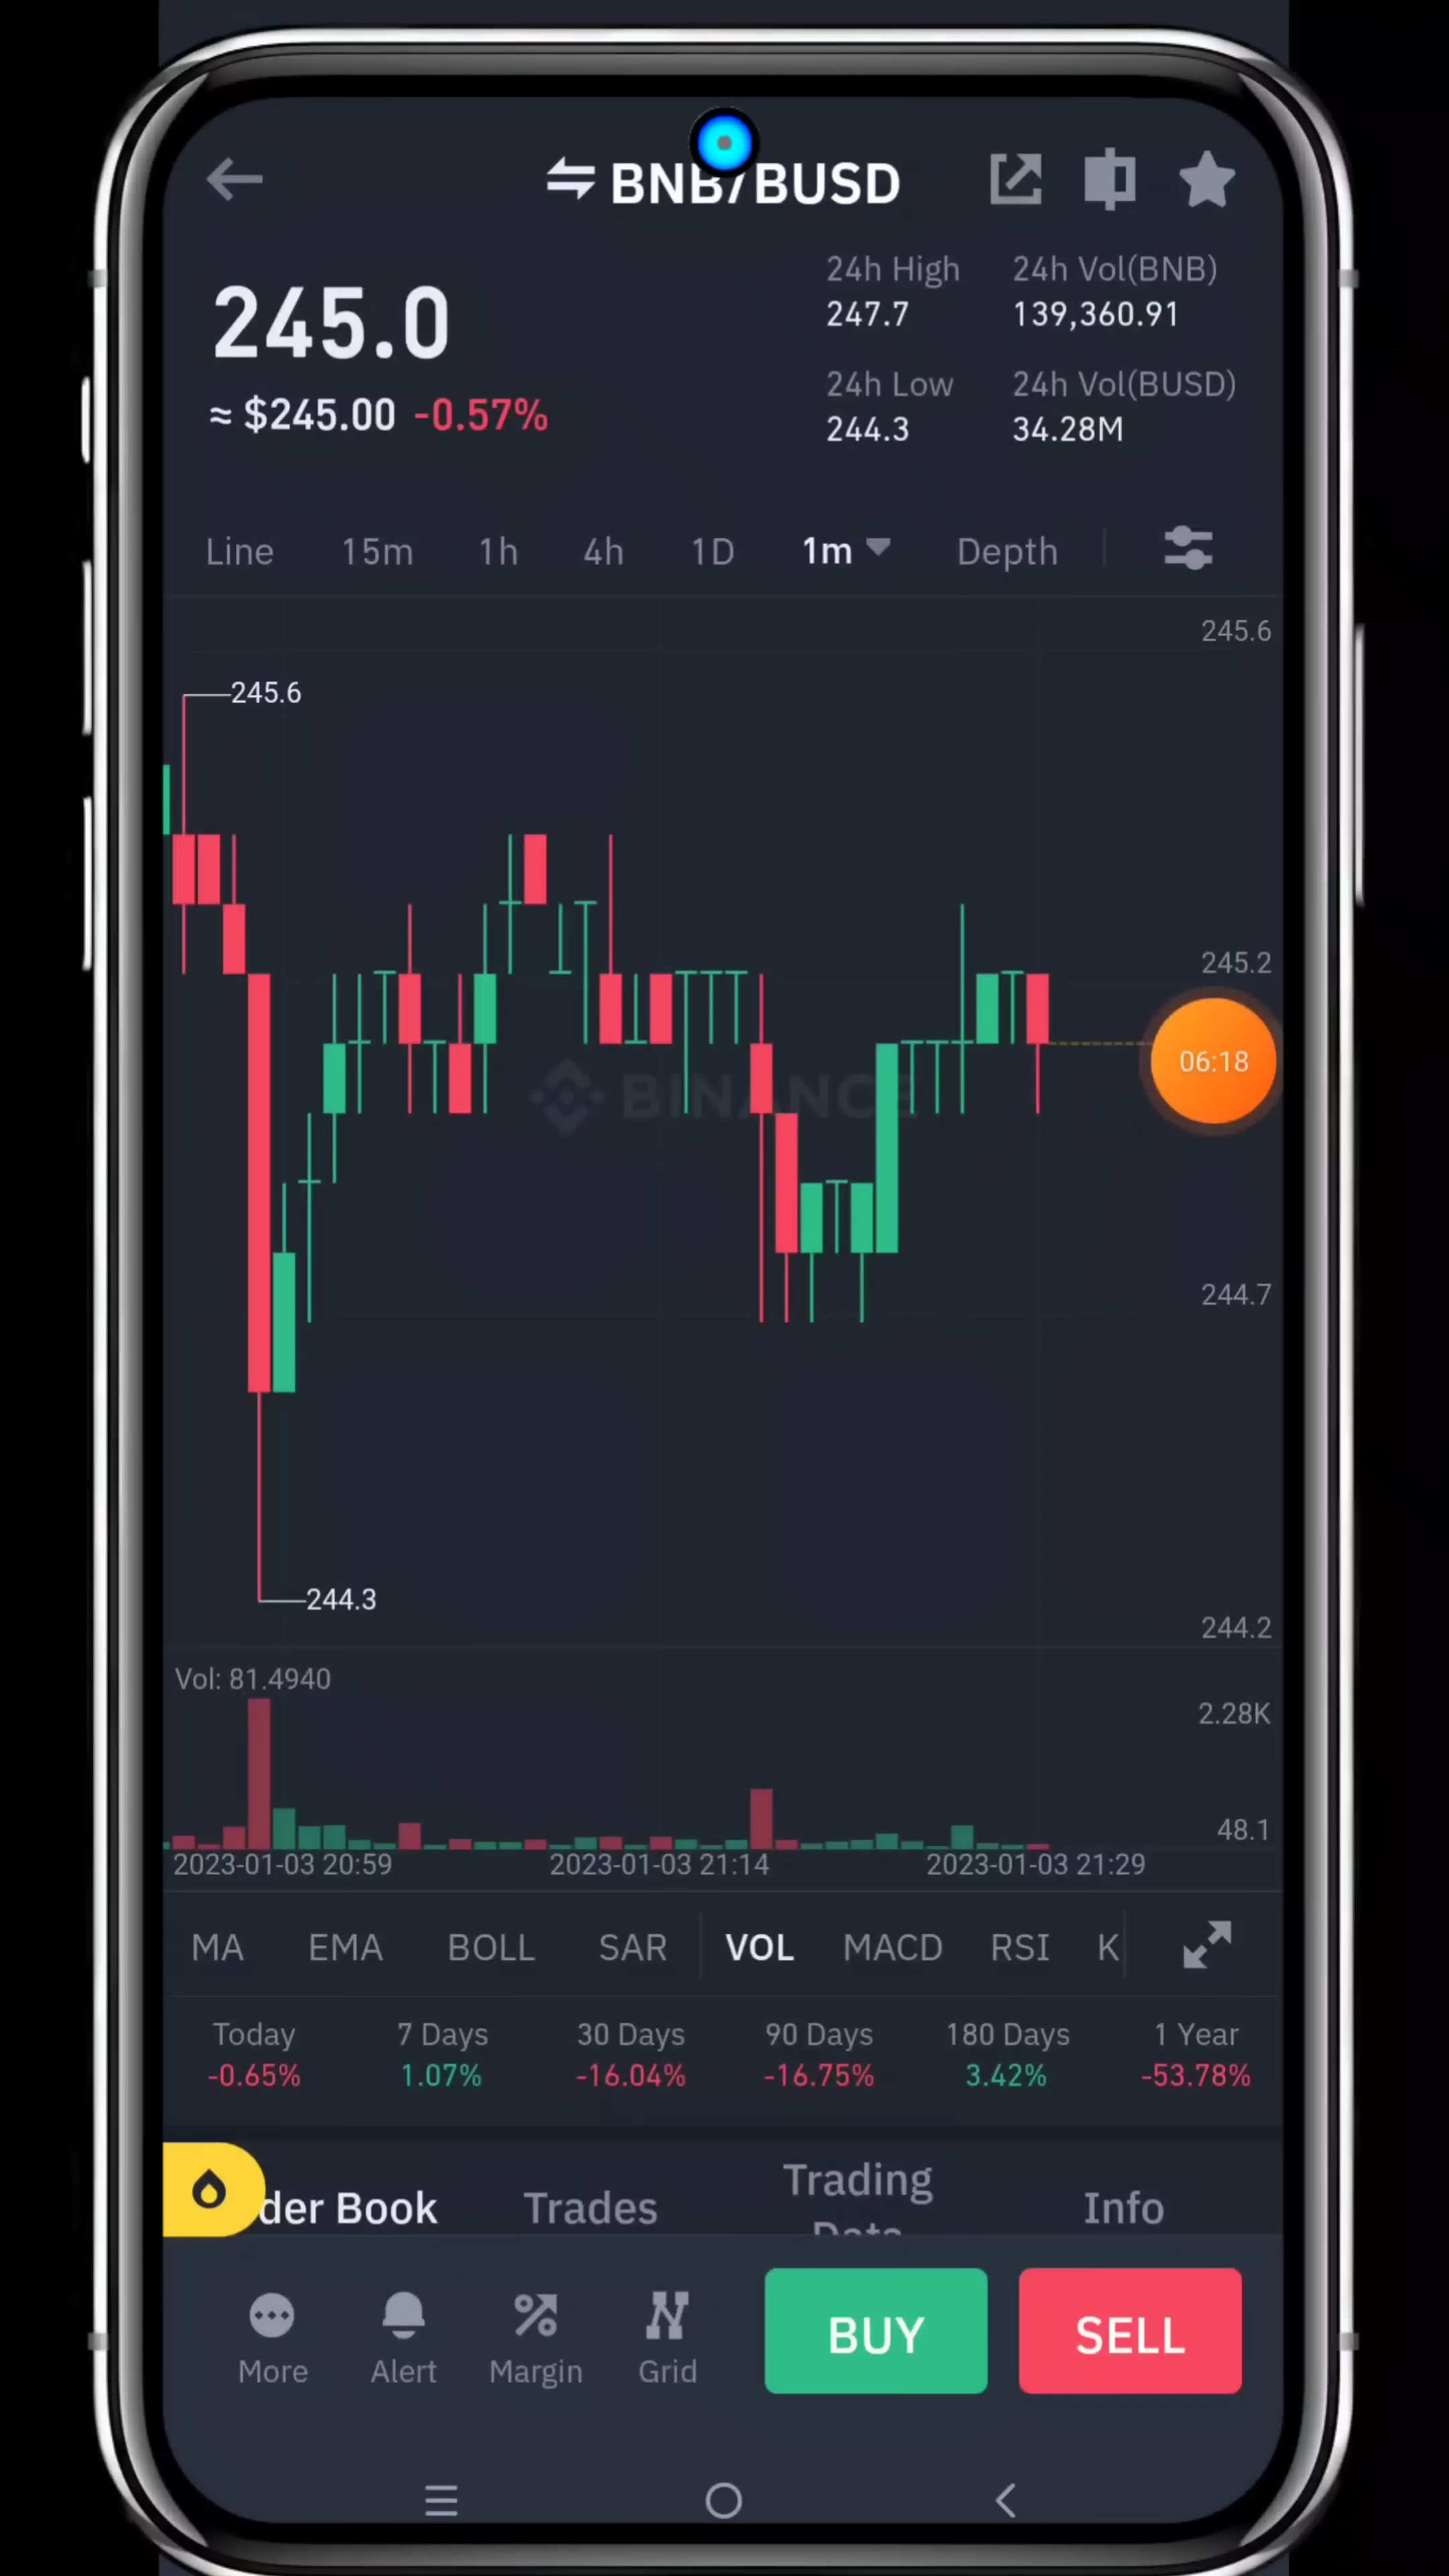 BNB/BUSD
245.0
≈ $245.00 -0.57%
24h High
247.7
24h Vol(BNB)
139,360.91
24h Low
244.3
24h Vol(BUSD)
34.28M
Line 15m 1h 4h 1D 1m Depth
245.6
245.6
245.2
06:18
BINANCE
244.7
244.3
244.2
Vol: 81.4940
2.28K
48.1
2023-01-03 20:59 2023-01-03 21:14 2023-01-03 21:29
MA EMA BOLL SAR VOL MACD RSI K
Today 7 Days 30 Days 90 Days 180 Days 1 Year
-0.65% 1.07% -16.04% -16.75% 3.42% -53.78%
der Book Trades Trading Data Info
More Alert Margin Grid BUY SELL